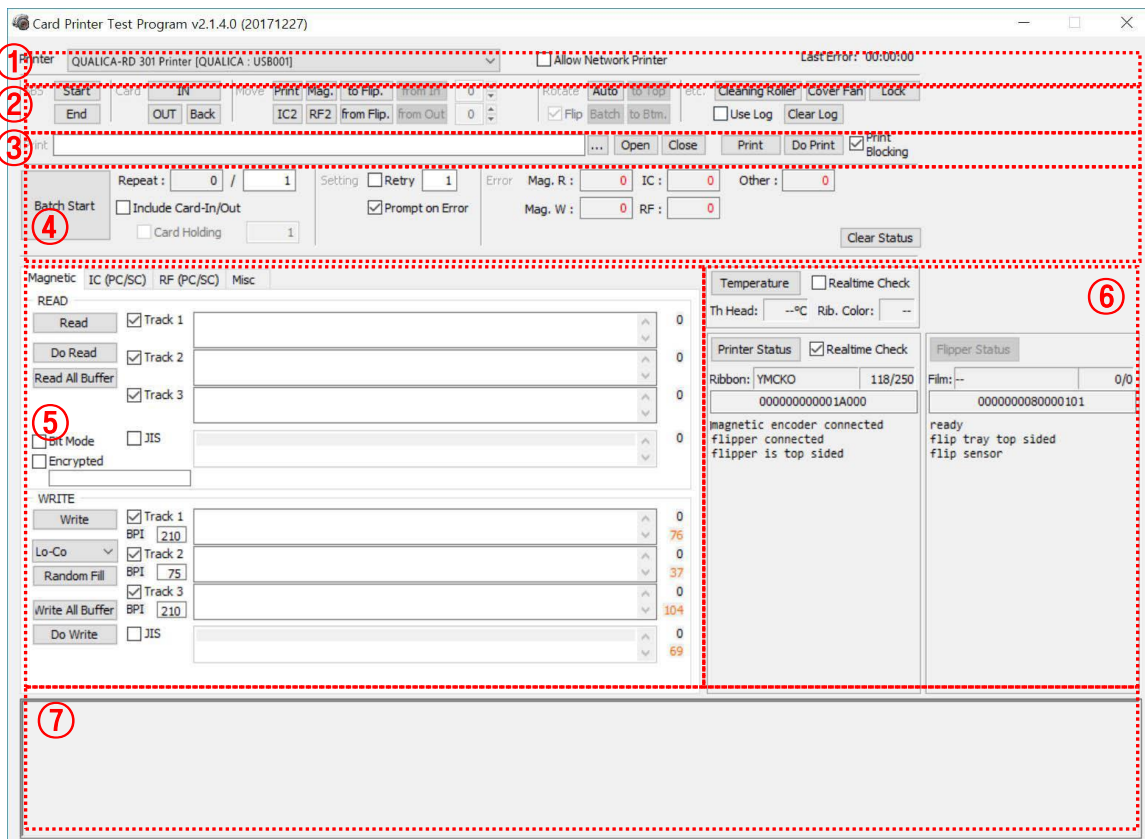 Card Printer Test Program v2.1.4.0 (20171227)
① Printer QUALICA-RD 301 Printer [QUALICA : USB001] Allow Network Printer Last Error: 00:00:00
② Start Card IN Move Print Mag. to Flip. from In 0 Rotate Auto to Top etc. Cleaning Roller Cover Fan Lock
End OUT Back IC2 RF2 from Flip. from Out 0 Flip Batch to Btm. Use Log Clear Log
③ ... Open Close Print Do Print Print Blocking
④ Batch Start Repeat : 0 / 1 Setting Retry 1 Error Mag. R : 0 IC : 0 Other : 0
Include Card-In/Out Prompt on Error Mag. W : 0 RF : 0
Card Holding 1
Clear Status
Magnetic IC (PC/SC) RF (PC/SC) Misc
READ
Read Track 1 0
Do Read Track 2 0
Read All Buffer
Track 3 0
⑤ Bit Mode JIS 0
Encrypted
WRITE
Write Track 1 0
BPI 210 76
Lo-Co Track 2 0
Random Fill BPI 75 37
Track 3 0
Write All Buffer BPI 210 104
Do Write JIS 0
69
⑥ Temperature Realtime Check
Th Head: --°C Rib. Color: --
Printer Status Realtime Check Flipper Status
Ribbon: YMCKO 118/250 Film: -- 0/0
000000000001A000 0000000080000101
magnetic encoder connected ready
flipper connected flip tray top sided
flipper is top sided flip sensor
⑦